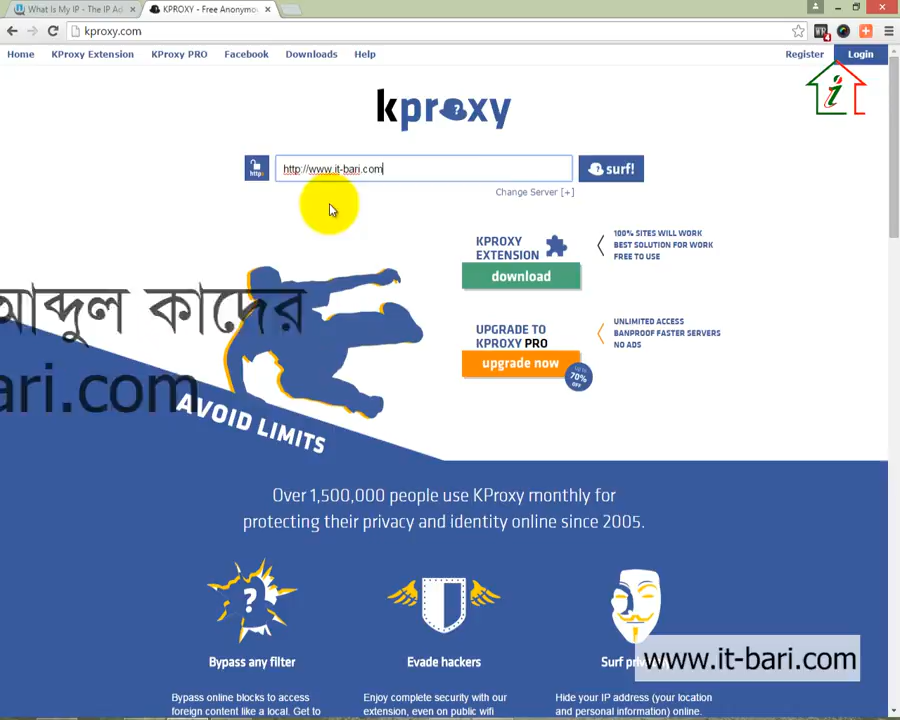 What Is My IP - The IP Ad
KPROXY - Free Anonymo
kproxy.com
Home
KProxy Extension
KProxy PRO
Facebook
Downloads
Help
Register
Login
kproxy
http://www.it-bari.com
surf!
Change Server [+]
KPROXY
EXTENSION
download
100% SITES WILL WORK
BEST SOLUTION FOR WORK
FREE TO USE
UPGRADE TO
KPROXY PRO
upgrade now
70%
OFF
UNLIMITED ACCESS
BANPROOF FASTER SERVERS
NO ADS
আব্দুল কাদের
bari.com
AVOID LIMITS
Over 1,500,000 people use KProxy monthly for
protecting their privacy and identity online since 2005.
Bypass any filter
Evade hackers
Bypass online blocks to access
foreign content like a local. Get to
Enjoy complete security with our
extension, even on public wifi
Surf
Hide your IP address (your location
and personal information) online.
www.it-bari.com